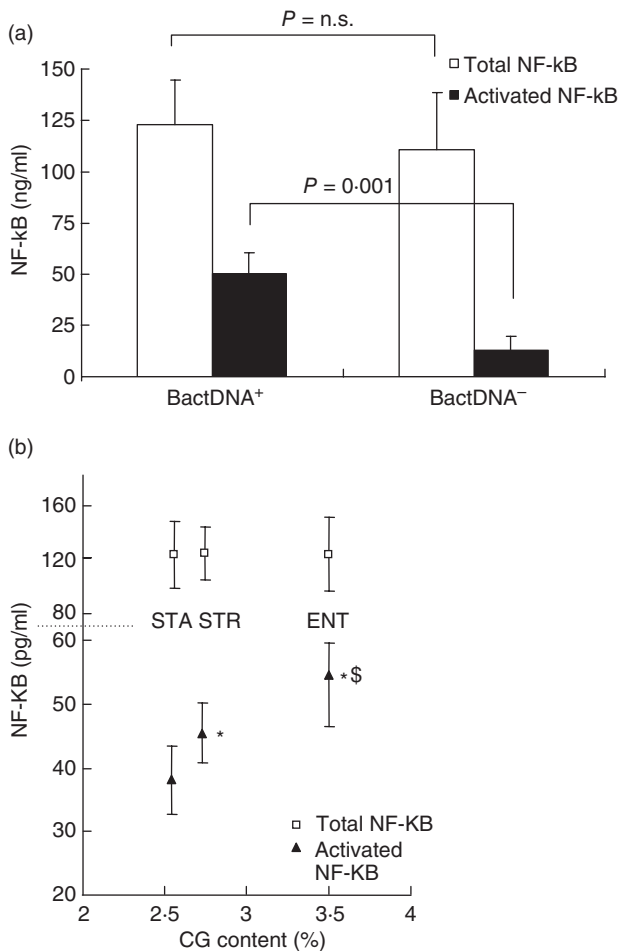 (a)
P = n.s.
Total NF-kB
Activated NF-kB
150
125
100
75
50
25
0
NF-kB (ng/ml)
P = 0·001
BactDNA+
BactDNA−
(b)
160
120
80
60
50
40
30
20
NF-KB (pg/ml)
STA STR ENT
*$
*
Total NF-KB
Activated
NF-KB
2 2·5 3 3·5 4
CG content (%)